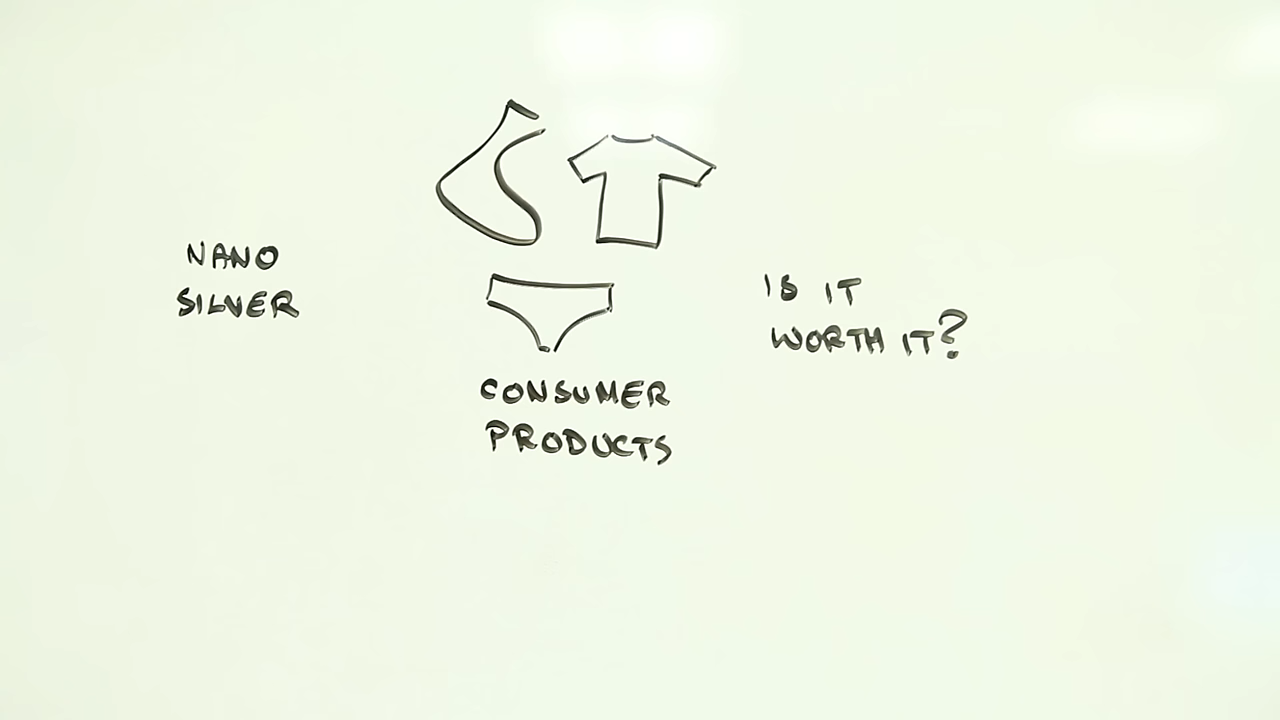 NANO
SILVER
CONSUMER
PRODUCTS
IS IT
WORTH IT?